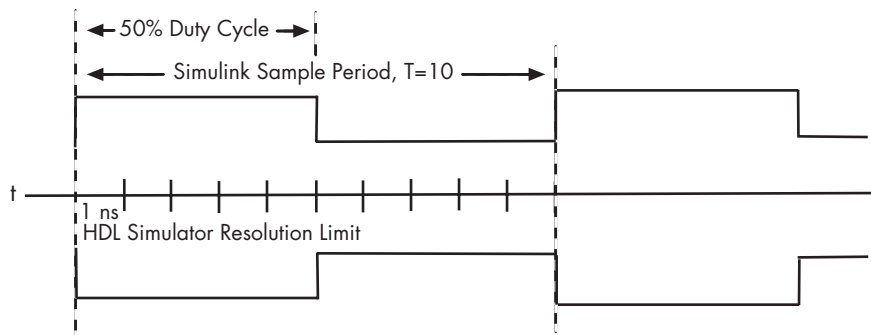 50% Duty Cycle
Simulink Sample Period, T=10
t
1 ns
HDL Simulator Resolution Limit